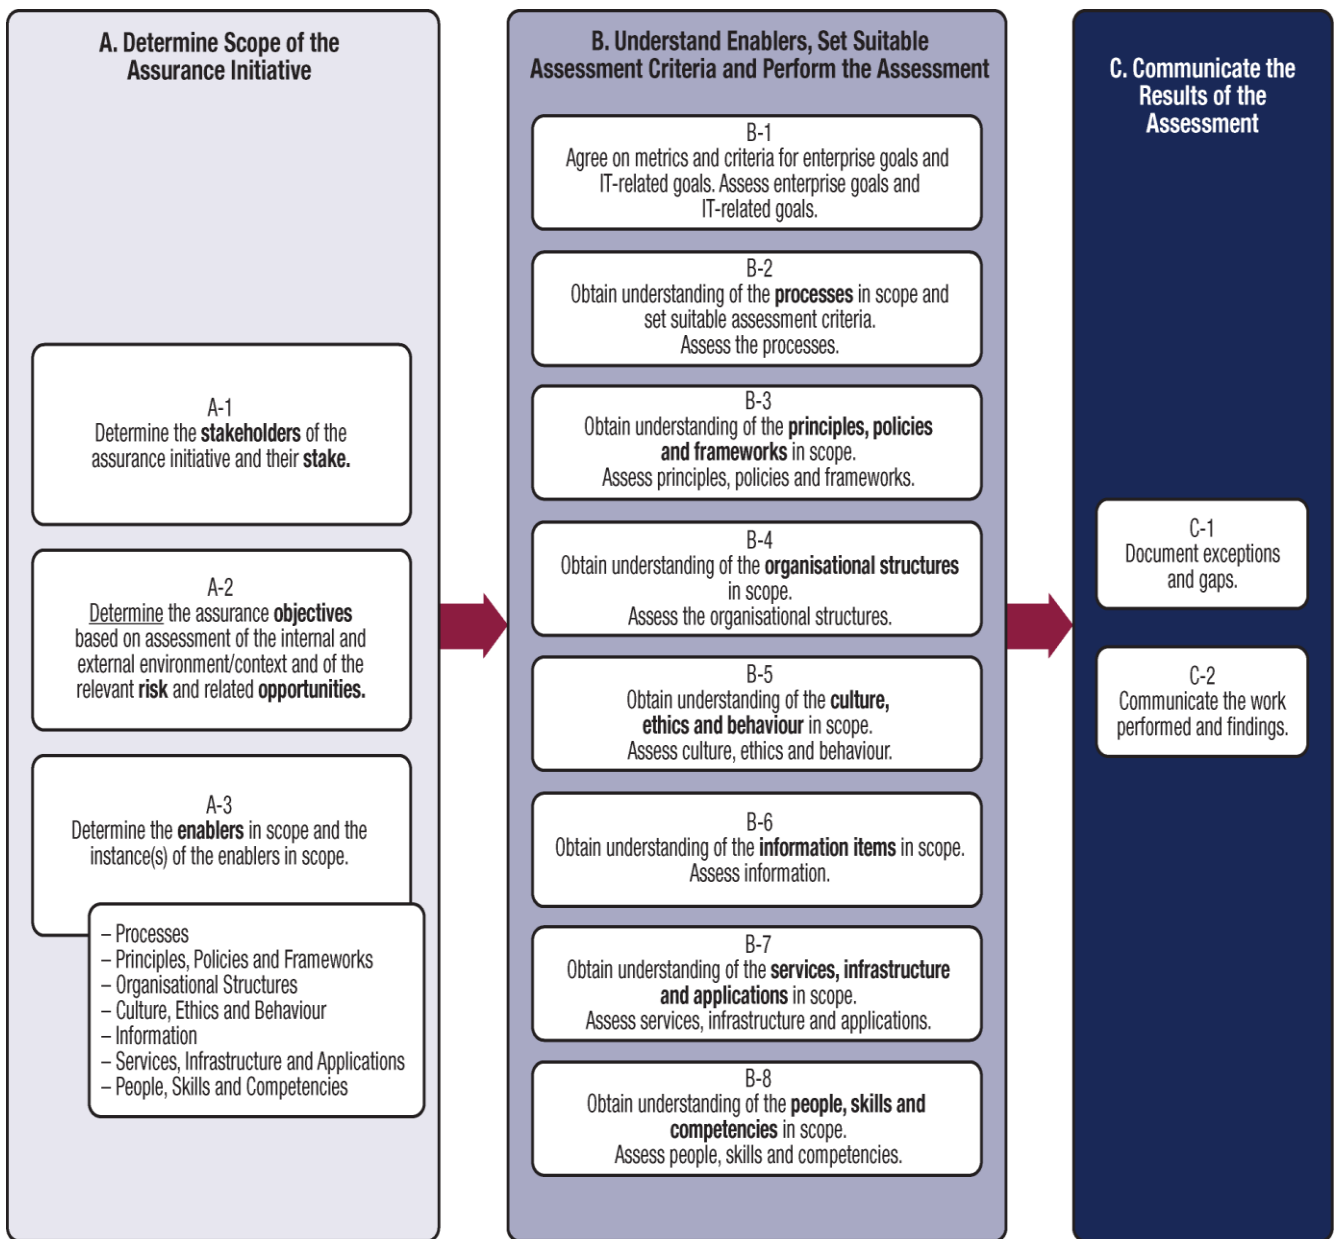 A. Determine Scope of the
Assurance Initiative
A-1
Determine the stakeholders of the
assurance initiative and their stake.
A-2
Determine the assurance objectives
based on assessment of the internal and
external environment/context and of the
relevant risk and related opportunities.
A-3
Determine the enablers in scope and the
instance(s) of the enablers in scope.
– Processes
– Principles, Policies and Frameworks
– Organisational Structures
– Culture, Ethics and Behaviour
– Information
– Services, Infrastructure and Applications
– People, Skills and Competencies
B. Understand Enablers, Set Suitable
Assessment Criteria and Perform the Assessment
B-1
Agree on metrics and criteria for enterprise goals and
IT-related goals. Assess enterprise goals and
IT-related goals.
B-2
Obtain understanding of the processes in scope and
set suitable assessment criteria.
Assess the processes.
B-3
Obtain understanding of the principles, policies
and frameworks in scope.
Assess principles, policies and frameworks.
B-4
Obtain understanding of the organisational structures
in scope.
Assess the organisational structures.
B-5
Obtain understanding of the culture,
ethics and behaviour in scope.
Assess culture, ethics and behaviour.
B-6
Obtain understanding of the information items in scope.
Assess information.
B-7
Obtain understanding of the services, infrastructure
and applications in scope.
Assess services, infrastructure and applications.
B-8
Obtain understanding of the people, skills and
competencies in scope.
Assess people, skills and competencies.
C. Communicate the
Results of the
Assessment
C-1
Document exceptions
and gaps.
C-2
Communicate the work
performed and findings.